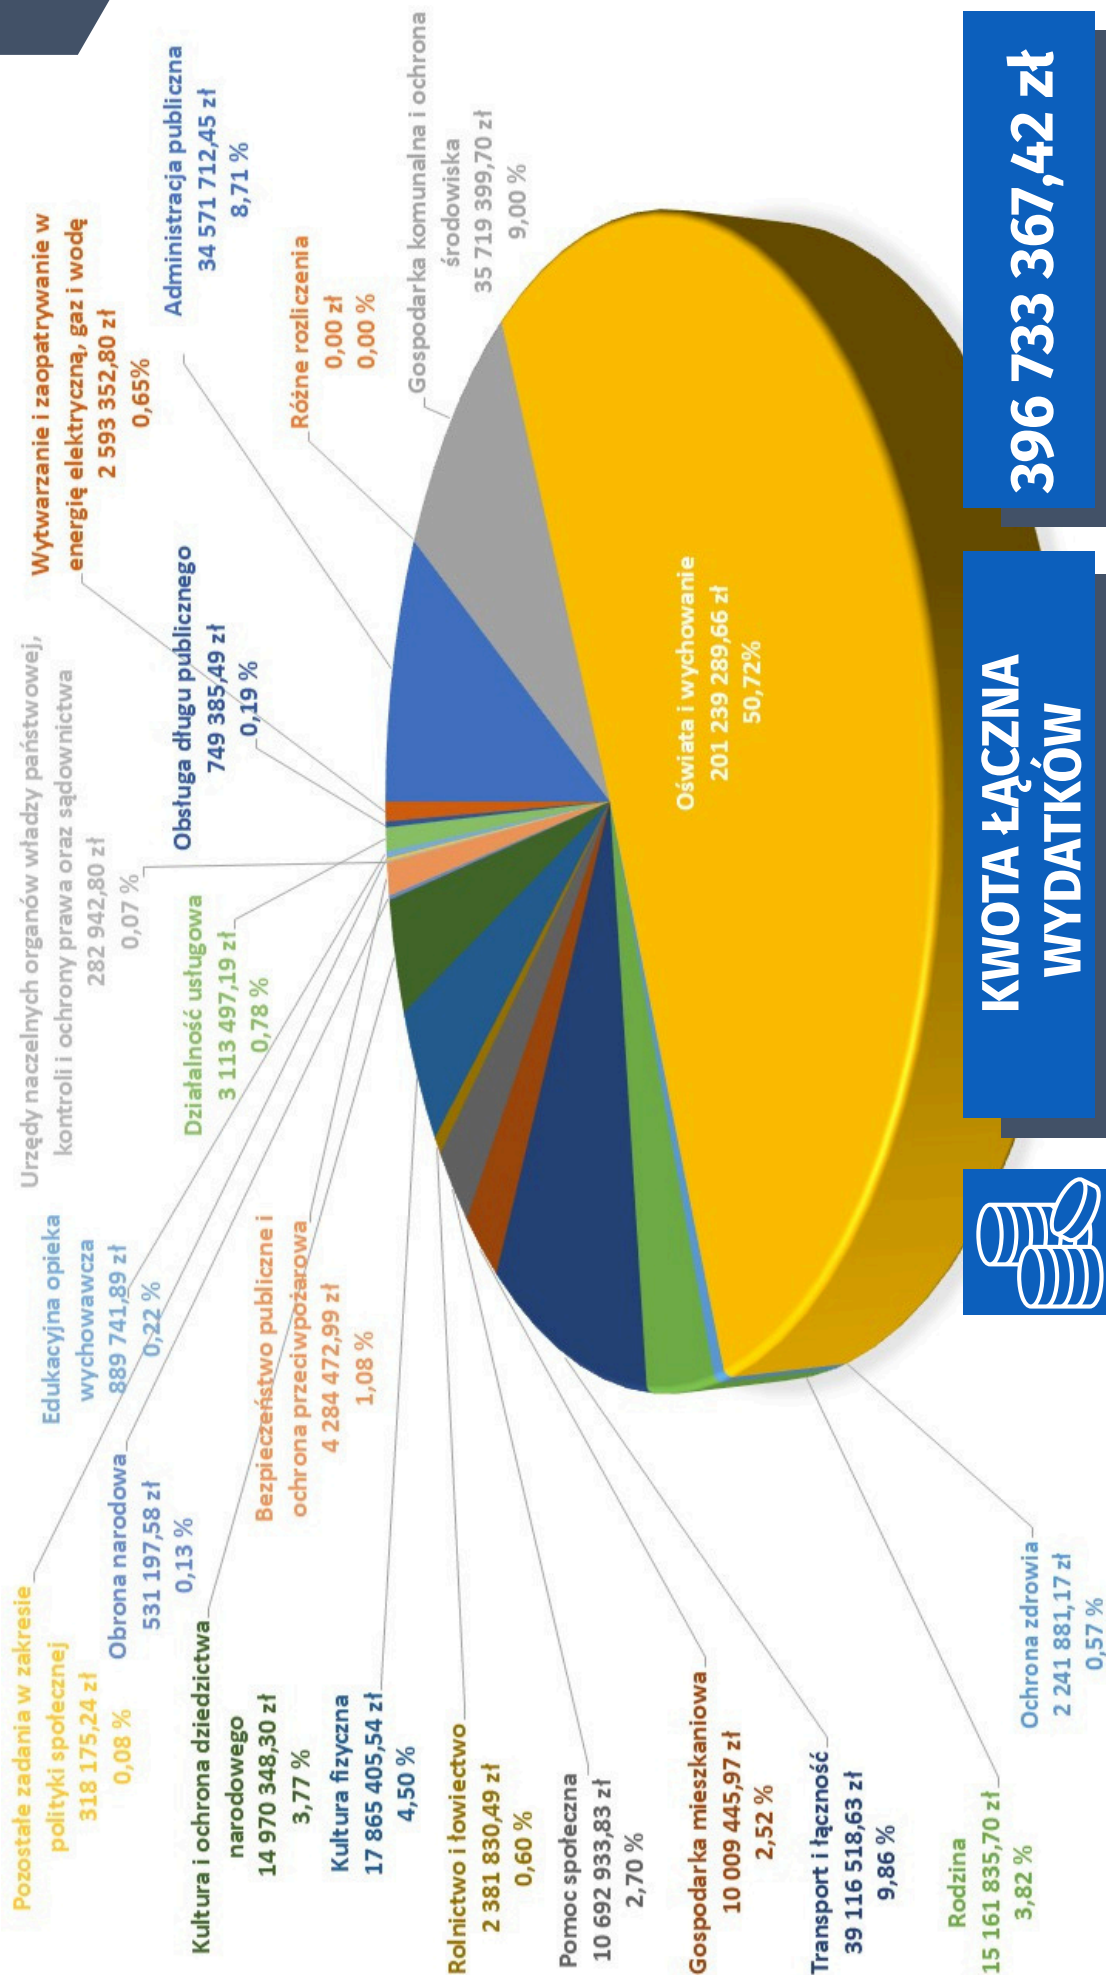 Pozostałe zadania w zakresie
polityki społecznej
318 175,24 zł
0,08 %
Edukacyjna opieka
wychowawcza
889 741,89 zł
0,22 %
Urzędy naczelnych organów władzy państwowej,
kontroli i ochrony prawa oraz sądownictwa
282 942,80 zł
0,07 %
Wytwarzanie i zaopatrywanie w
energię elektryczną, gaz i wodę
2 593 352,80 zł
0,65%
Obrona narodowa
531 197,58 zł
0,13 %
Działalność usługowa
3 113 497,19 zł
0,78 %
Obsługa długu publicznego
749 385,49 zł
0,19 %
Administracja publiczna
34 571 712,45 zł
8,71 %
Kultura i ochrona dziedzictwa
narodowego
14 970 348,30 zł
3,77 %
Bezpieczeństwo publiczne i
ochrona przeciwpożarowa
4 284 472,99 zł
1,08 %
Różne rozliczenia
0,00 zł
0,00 %
Kultura fizyczna
17 865 405,54 zł
4,50 %
Gospodarka komunalna i ochrona
środowiska
35 719 399,70 zł
9,00 %
Rolnictwo i łowiectwo
2 381 830,49 zł
0,60 %
Pomoc społeczna
10 692 933,83 zł
2,70 %
Gospodarka mieszkaniowa
10 009 445,97 zł
2,52 %
Oświata i wychowanie
201 239 289,66 zł
50,72%
Transport i łączność
39 116 518,63 zł
9,86 %
Rodzina
15 161 835,70 zł
3,82 %
Ochrona zdrowia
2 241 881,17 zł
0,57 %
KWOTA ŁĄCZNA
WYDATKÓW
396 733 367,42 zł